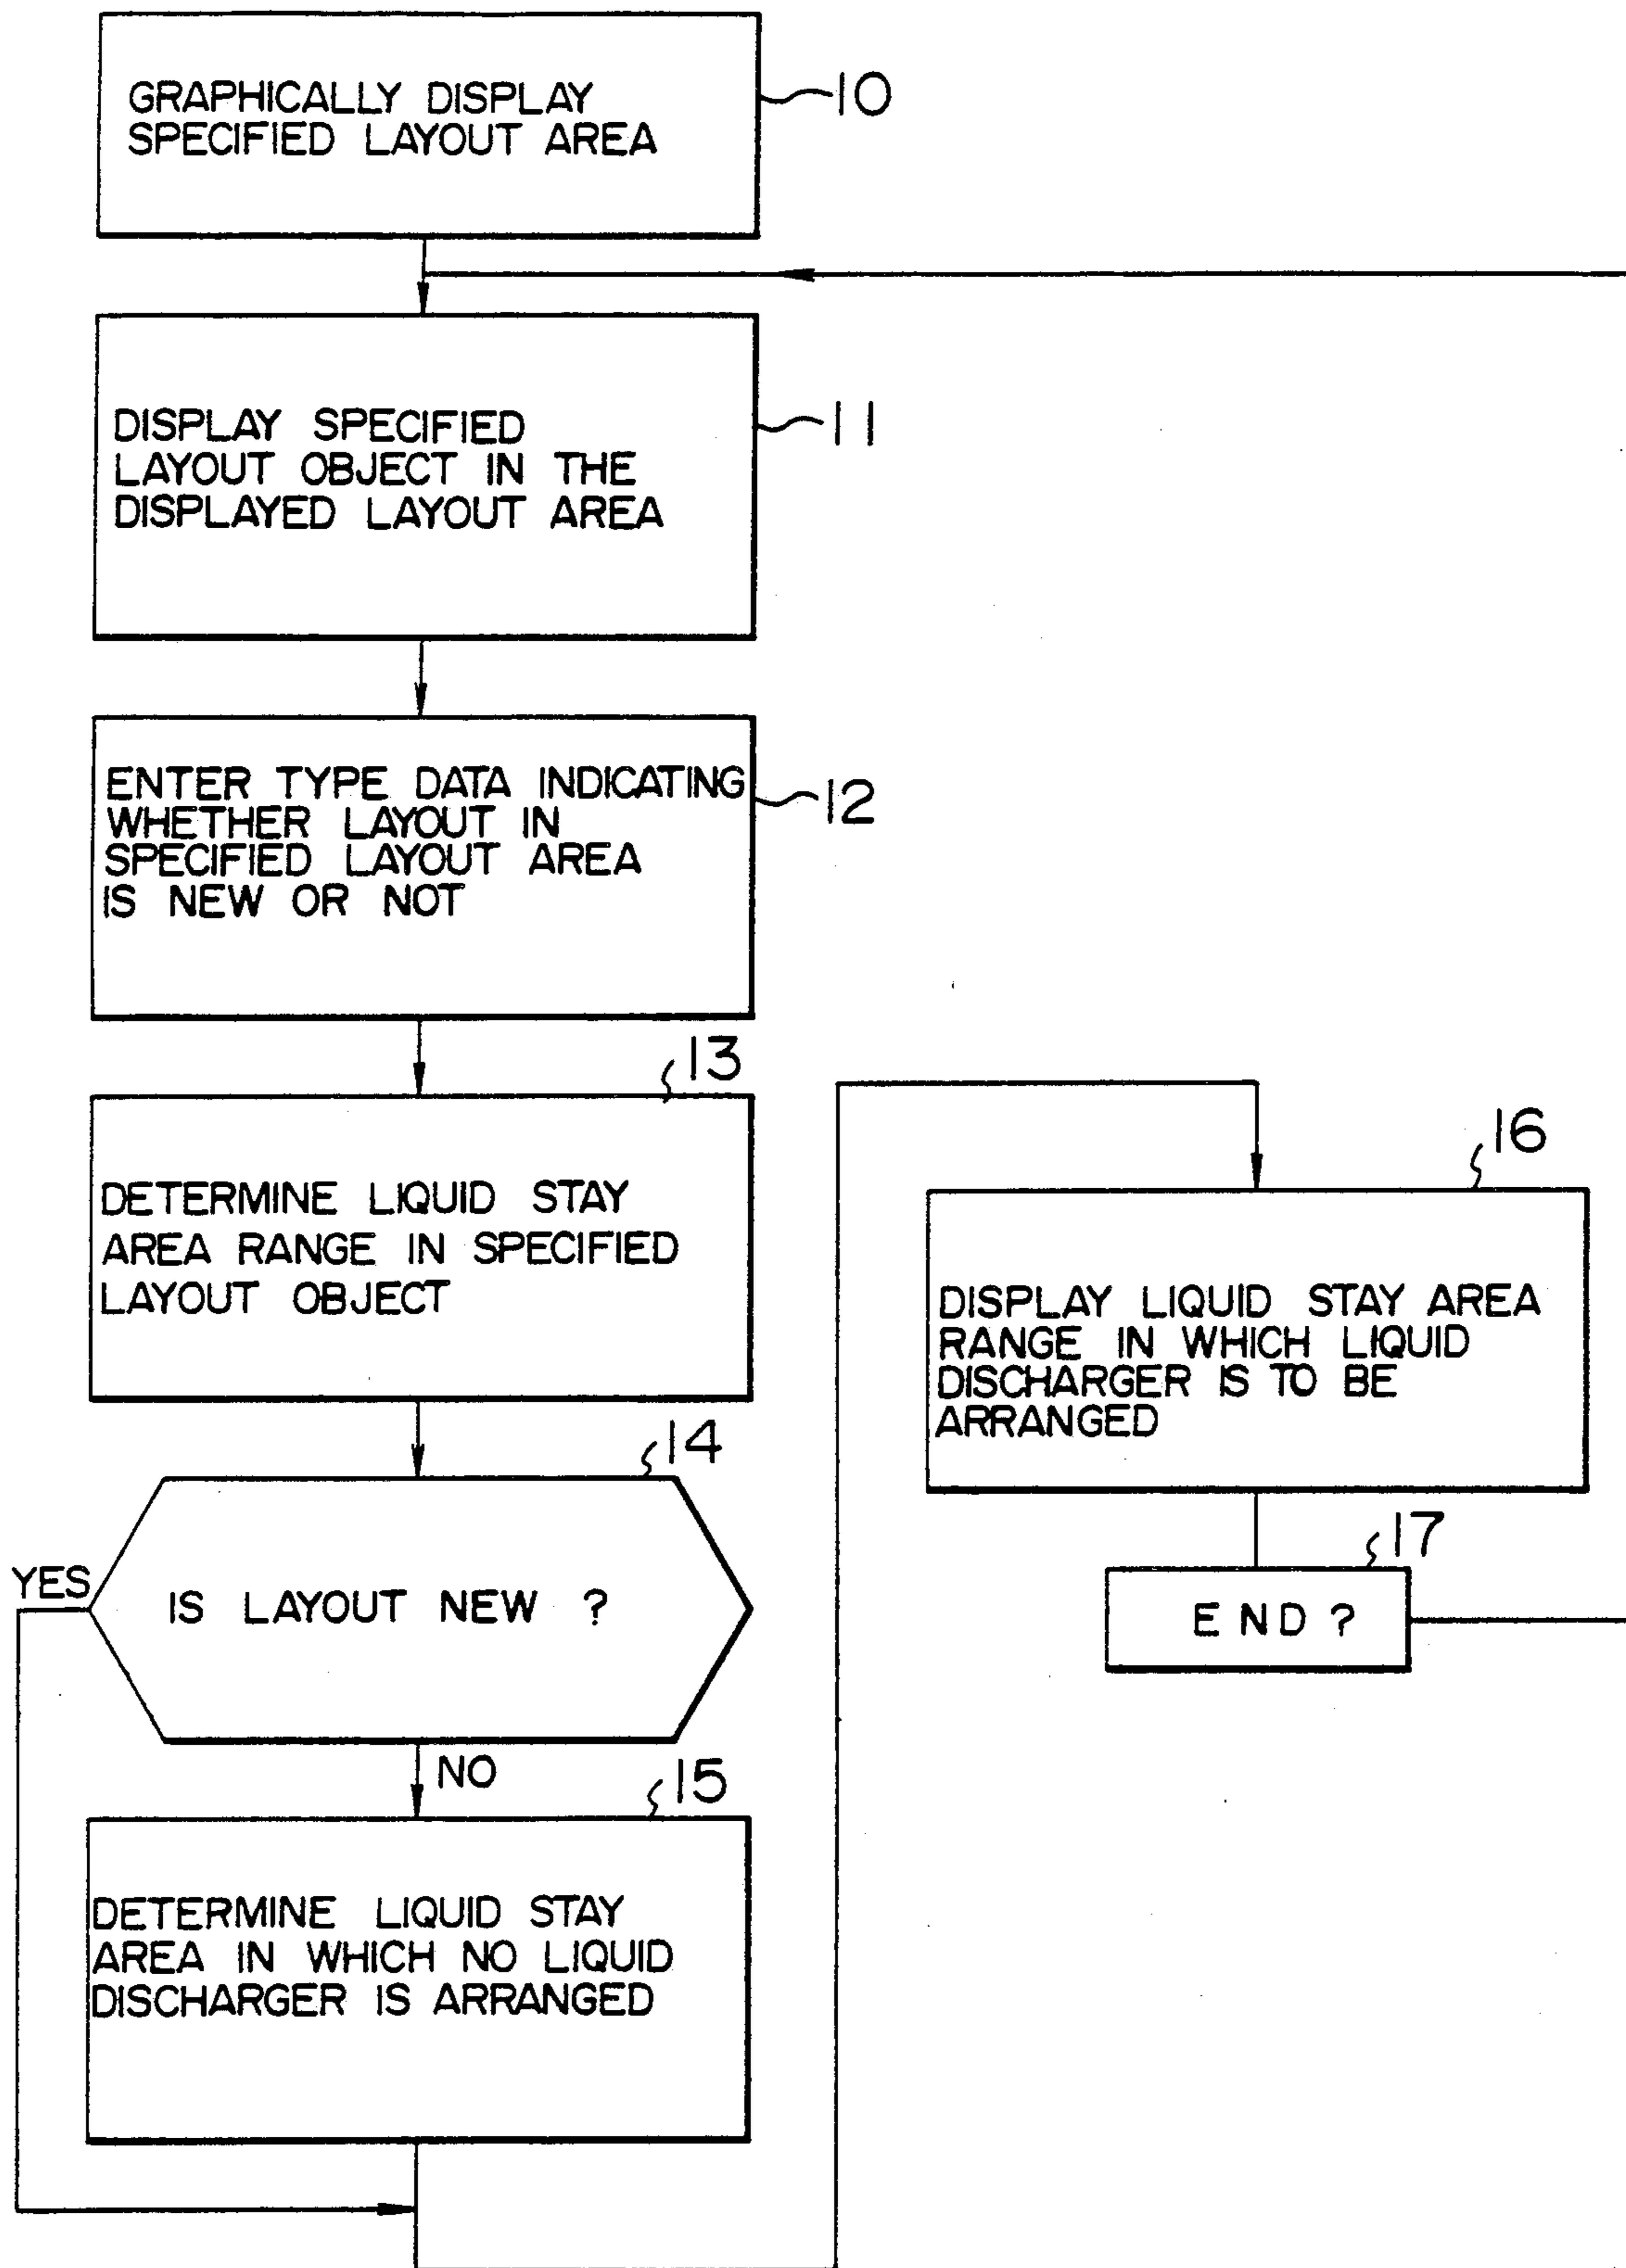 GRAPHICALLY DISPLAY
SPECIFIED LAYOUT AREA
10
DISPLAY SPECIFIED
LAYOUT OBJECT IN THE
DISPLAYED LAYOUT AREA
11
ENTER TYPE DATA INDICATING
WHETHER LAYOUT IN
SPECIFIED LAYOUT AREA
IS NEW OR NOT
12
13
DETERMINE LIQUID STAY
AREA RANGE IN SPECIFIED
LAYOUT OBJECT
14
YES
IS LAYOUT NEW ?
NO
15
DETERMINE LIQUID STAY
AREA IN WHICH NO LIQUID
DISCHARGER IS ARRANGED
16
DISPLAY LIQUID STAY AREA
RANGE IN WHICH LIQUID
DISCHARGER IS TO BE
ARRANGED
17
END ?